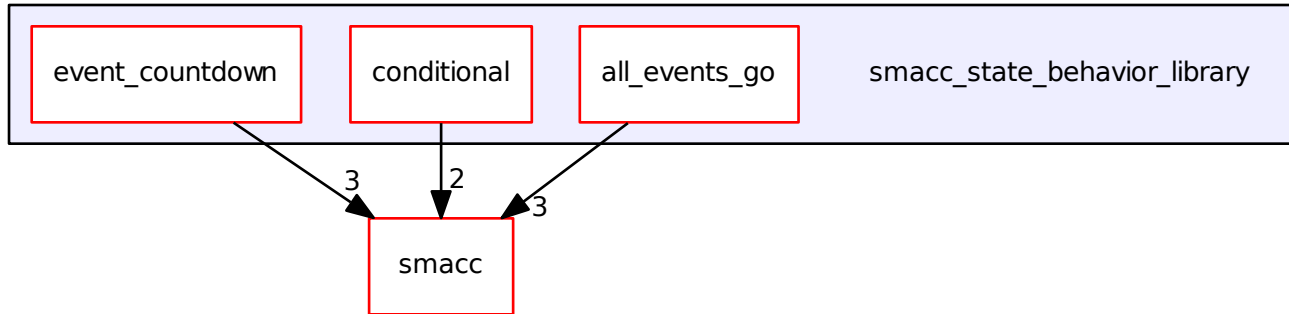 event_countdown
conditional
all_events_go
smacc_state_behavior_library
3
2
3
smacc